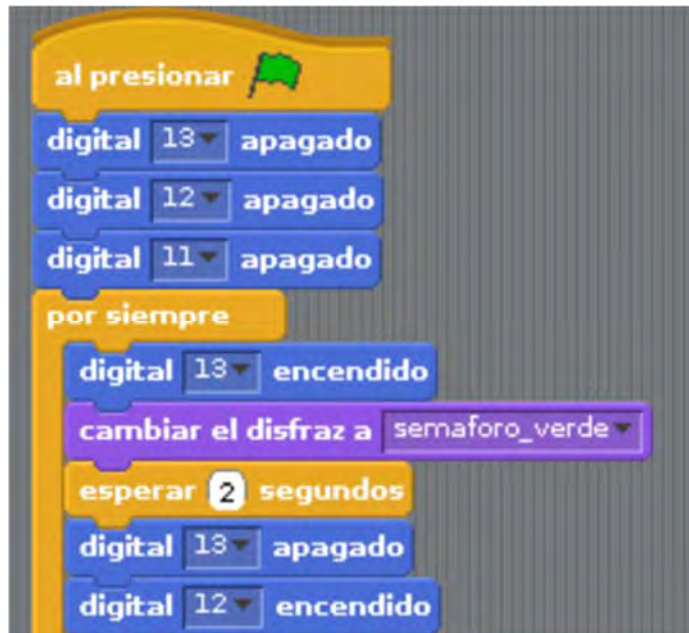 al presionar
digital 13 apagado
digital 12 apagado
digital 11 apagado
por siempre
digital 13 encendido
cambiar el disfraz a semaforo_verde
esperar 2 segundos
digital 13 apagado
digital 12 encendido